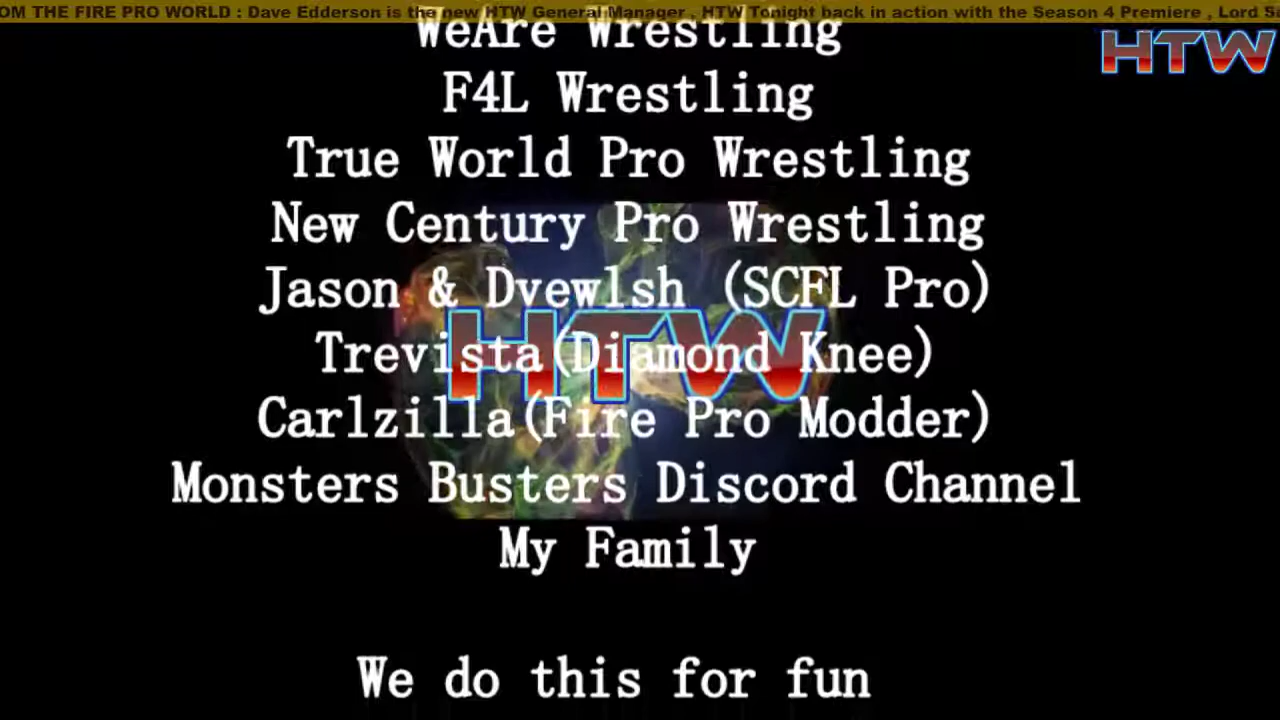 OM THE FIRE PRO WORLD : Dave Edderson is the new HTW General Manager , HTW Tonight back in action with the Season 4 Premiere , Lord
HTW
WeAre Wrestling
F4L Wrestling
True World Pro Wrestling
New Century Pro Wrestling
Jason & Dvewlsh (SCFL Pro)
HTW
Trevista(Diamond Knee)
Carlzilla(Fire Pro Modder)
Monsters Busters Discord Channel
My Family
We do this for fun